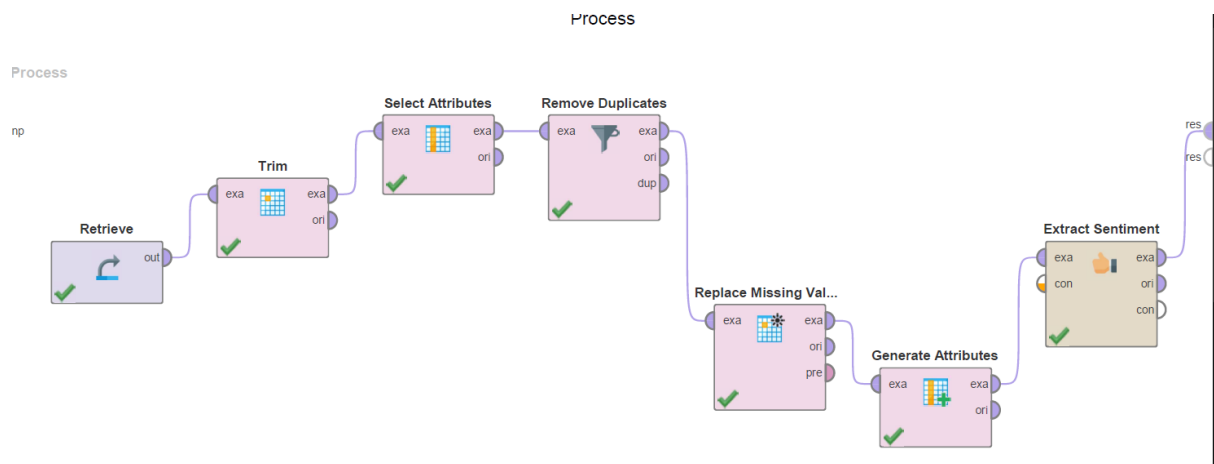 Process
Process
np
Retrieve
out
Trim
exa exa
ori
Select Attributes
exa exa
ori
Remove Duplicates
exa exa
ori
dup
Replace Missing Val...
exa exa
ori
pre
Generate Attributes
exa exa
ori
Extract Sentiment
exa exa
con ori
con
res
res